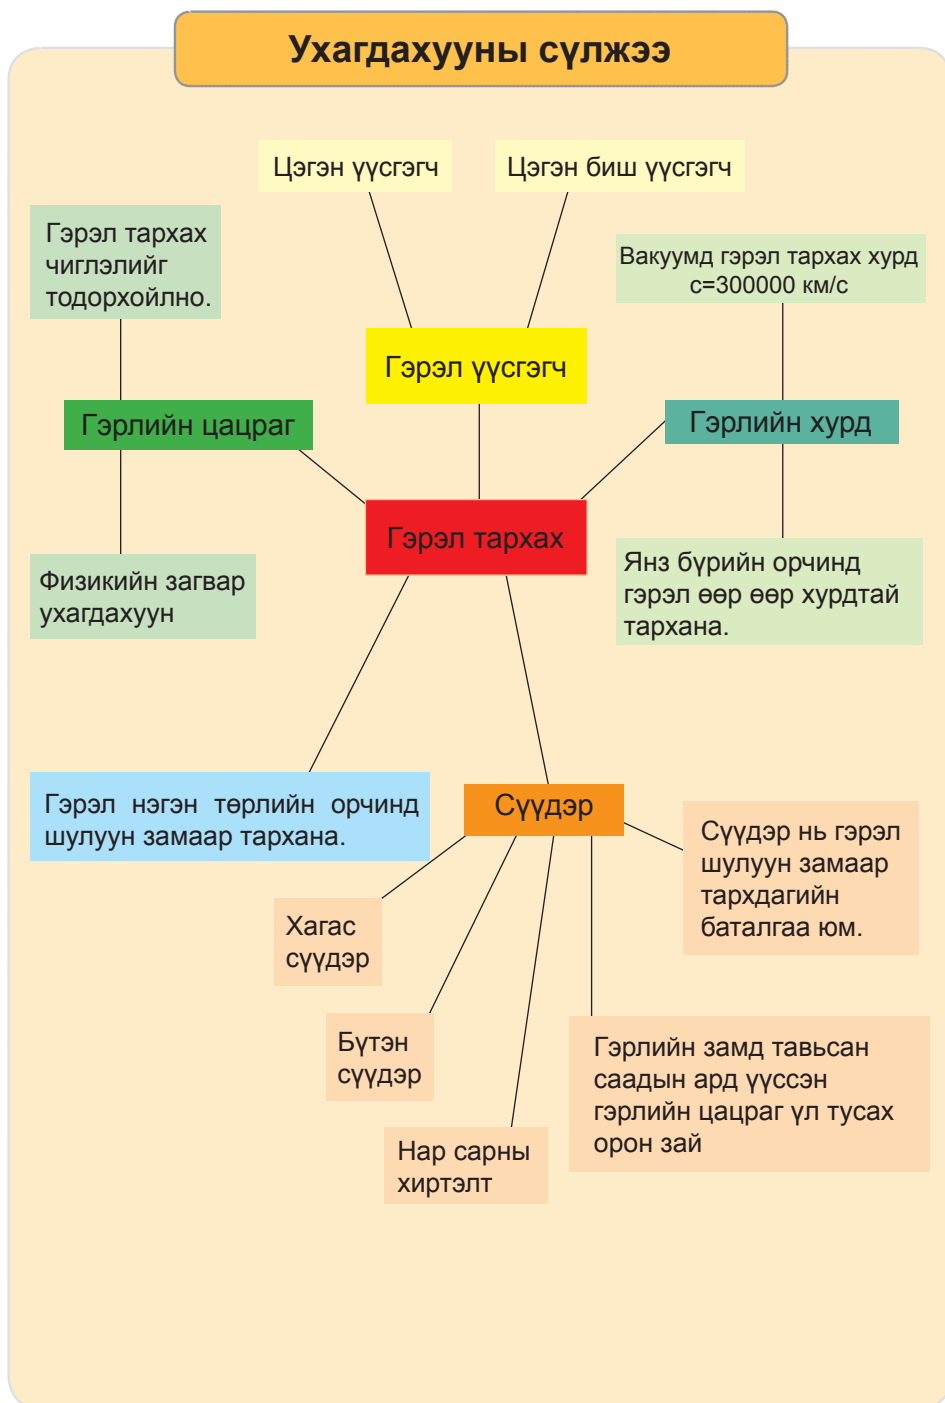 Ухагдахууны сүлжээ
Цэгэн үүсгэгч
Цэгэн биш үүсгэгч
Гэрэл тархах
чиглэлийг
тодорхойлно.
Вакуумд гэрэл тархах хурд
c=300000 км/с
Гэрэл үүсгэгч
Гэрлийн цацраг
Гэрлийн хурд
Гэрэл тархах
Физикийн загвар
ухагдахуун
Янз бүрийн орчинд
гэрэл өөр өөр хурдтай
тархана.
Гэрэл нэгэн төрлийн орчинд
шулуун замаар тархана.
Сүүдэр
Сүүдэр нь гэрэл
шулуун замаар
тархдагийн
баталгаа юм.
Хагас
сүүдэр
Бүтэн
сүүдэр
Гэрлийн замд тавьсан
саадын ард үүссэн
гэрлийн цацраг үл тусах
орон зай
Нар сарны
хиртэлт